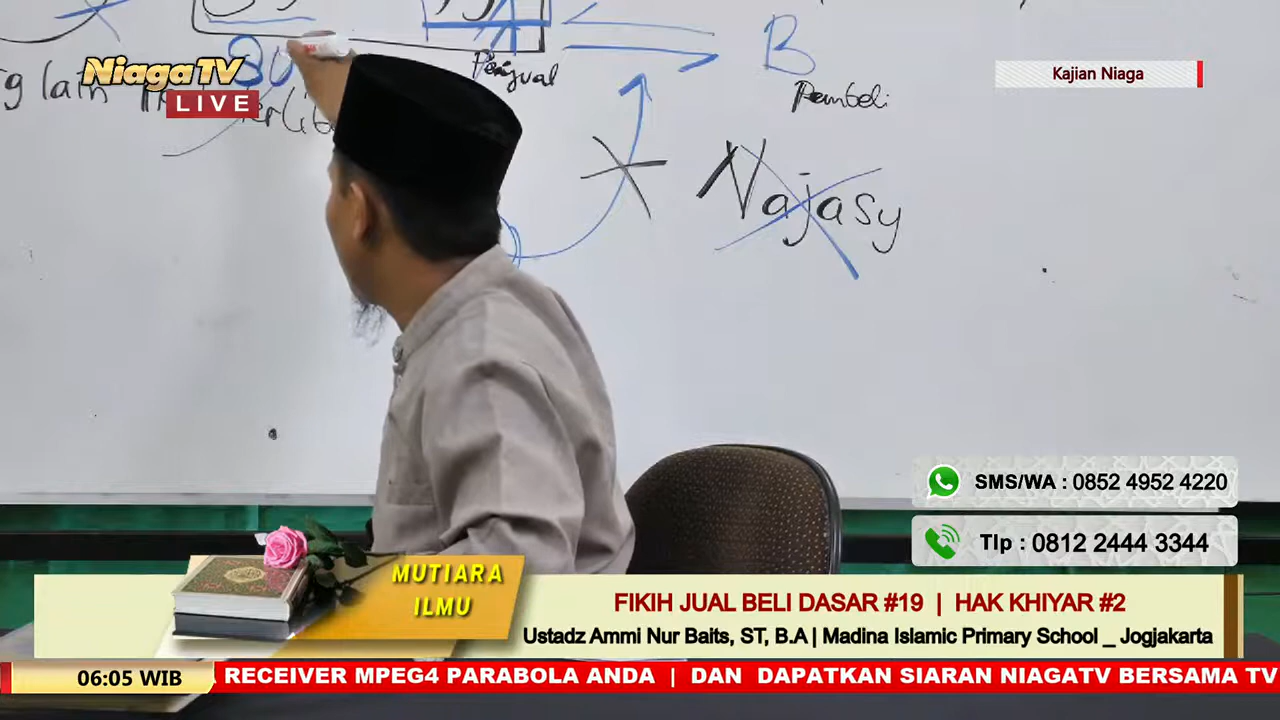 NiagaTV
LIVE
Kajian Niaga
B
Penjual
Pembeli
g lain
Najasy
SMS/WA : 0852 4952 4220
Tlp : 0812 2444 3344
MUTIARA
ILMU
FIKIH JUAL BELI DASAR #19 | HAK KHIYAR #2
Ustadz Ammi Nur Baits, ST, B.A | Madina Islamic Primary School _ Jogjakarta
06:05 WIB
RECEIVER MPEG4 PARABOLA ANDA | DAN DAPATKAN SIARAN NIAGATV BERSAMA TV